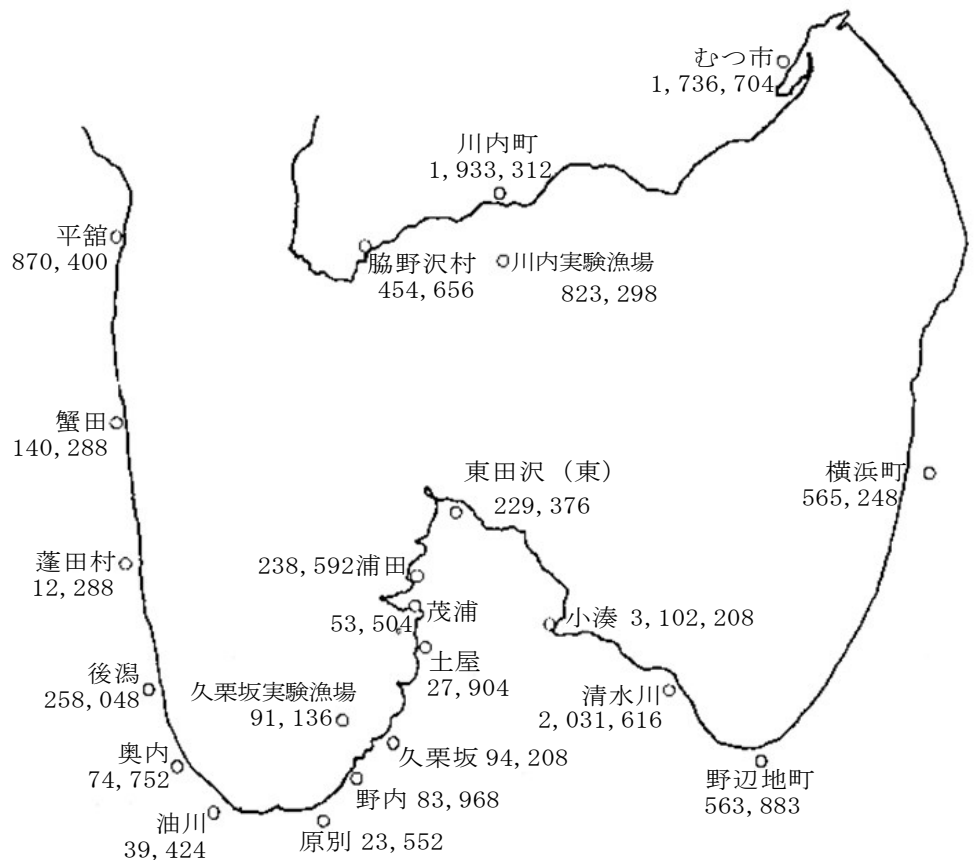 むつ市
1,736,704
川内町
1,933,312
平舘
870,400
脇野沢村
454,656
川内実験漁場
823,298
蟹田
140,288
東田沢（東）
229,376
横浜町
565,248
蓬田村
12,288
238,592浦田
茂浦
53,504
小湊 3,102,208
土屋
27,904
後潟
258,048
久栗坂実験漁場
91,136
清水川
2,031,616
久栗坂 94,208
奥内
74,752
野辺地町
563,883
野内 83,968
油川
39,424
原別 23,552